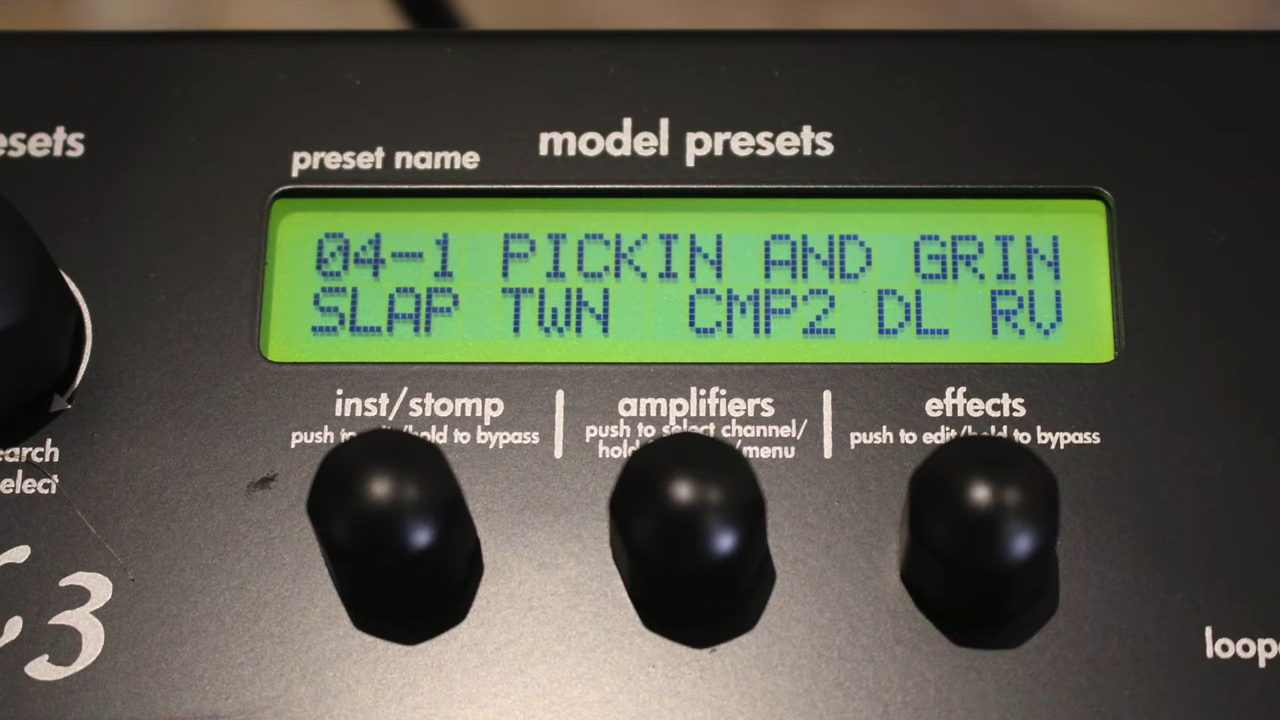 esets
preset name
model presets
04-1 PICKIN AND GRIN
SLAP TWN CMP2 DL RV
inst/stomp
push to edit/hold to bypass
amplifiers
push to select channel/
hold /menu
effects
push to edit/hold to bypass
earch
elect
3
loope